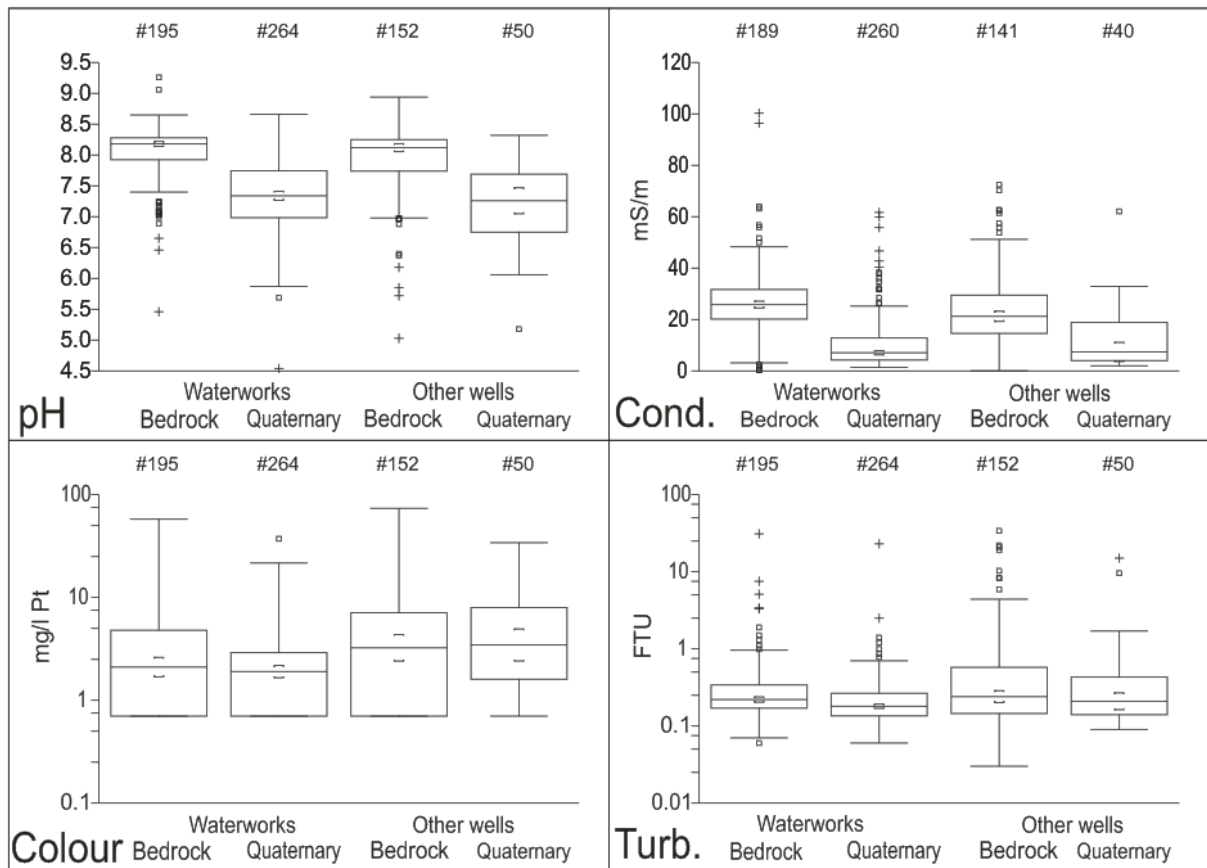 #195 #264 #152 #50
9.5
9.0
8.5
8.0
7.5
7.0
6.5
6.0
5.5
5.0
4.5
Waterworks Other wells
pH Bedrock Quaternary Bedrock Quaternary
#189 #260 #141 #40
120
100
80
60
40
20
0
mS/m
Waterworks Other wells
Cond. Bedrock Quaternary Bedrock Quaternary
#195 #264 #152 #50
100
10
1
0.1
mg/l Pt
Waterworks Other wells
Colour Bedrock Quaternary Bedrock Quaternary
#195 #264 #152 #50
100
10
1
0.1
0.01
FTU
Waterworks Other wells
Turb. Bedrock Quaternary Bedrock Quaternary